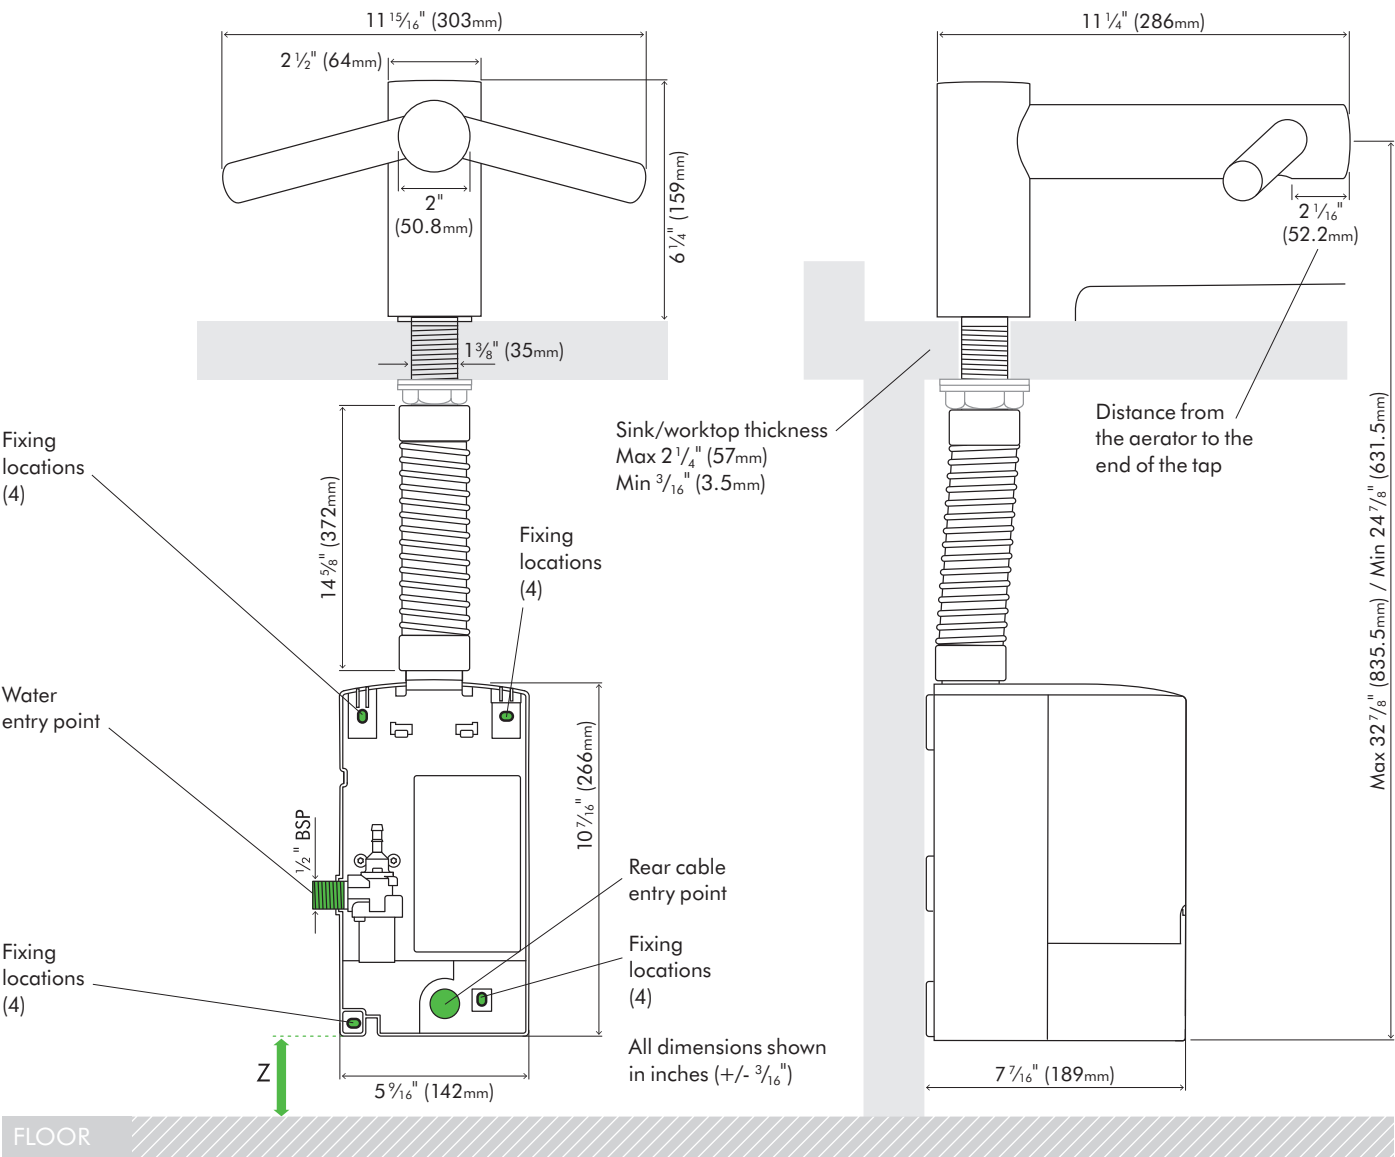 11 15/16" (303mm)
2 1/2" (64mm)
2"
(50.8mm)
6 1/4" (159mm)
1 3/8" (35mm)
11 1/4" (286mm)
2 1/16"
(52.2mm)
Distance from
the aerator to the
end of the tap
Sink/worktop thickness
Max 2 1/4" (57mm)
Min 3/16" (3.5mm)
Max 32 7/8" (835.5mm) / Min 24 7/8" (631.5mm)
Fixing
locations
(4)
14 5/8" (372mm)
Fixing
locations
(4)
Water
entry point
10 7/16" (266mm)
1/2" BSP
Rear cable
entry point
Fixing
locations
(4)
Fixing
locations
(4)
All dimensions shown
in inches (+/- 3/16")
Z
5 9/16" (142mm)
7 7/16" (189mm)
FLOOR